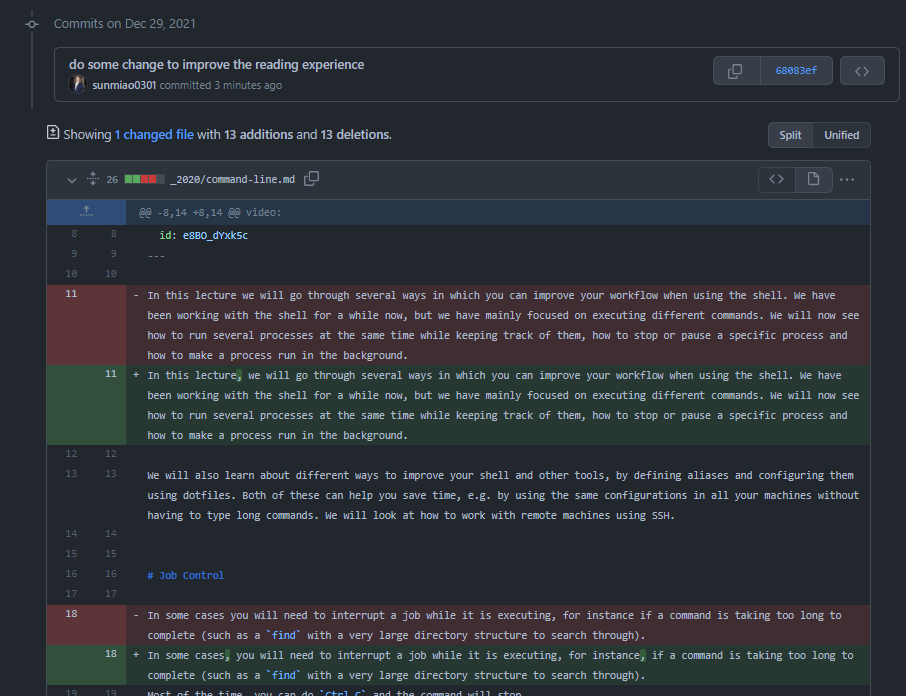 Commits on Dec 29, 2021
do some change to improve the reading experience
68083ef
sunmiao0301 committed 3 minutes ago
Showing 1 changed file with 13 additions and 13 deletions.
Split Unified
26 _2020/command-line.md
@@ -8,14 +8,14 @@ video:
8 8 id: e8BO_dYxk5c
9 9 ---
10 10
11 - In this lecture we will go through several ways in which you can improve your workflow when using the shell. We have
been working with the shell for a while now, but we have mainly focused on executing different commands. We will now see
how to run several processes at the same time while keeping track of them, how to stop or pause a specific process and
how to make a process run in the background.
11 + In this lecture, we will go through several ways in which you can improve your workflow when using the shell. We have
been working with the shell for a while now, but we have mainly focused on executing different commands. We will now see
how to run several processes at the same time while keeping track of them, how to stop or pause a specific process and
how to make a process run in the background.
12 12
13 13
We will also learn about different ways to improve your shell and other tools, by defining aliases and configuring them
using dotfiles. Both of these can help you save time, e.g. by using the same configurations in all your machines without
having to type long commands. We will look at how to work with remote machines using SSH.
14 14
15 15
16 16 # Job Control
17 17
18 - In some cases you will need to interrupt a job while it is executing, for instance if a command is taking too long to
complete (such as a `find` with a very large directory structure to search through).
18 + In some cases, you will need to interrupt a job while it is executing, for instance, if a command is taking too long to
complete (such as a `find` with a very large directory structure to search through).
19 19 Most of the time, you can do `Ctrl-C` and the command will stop.